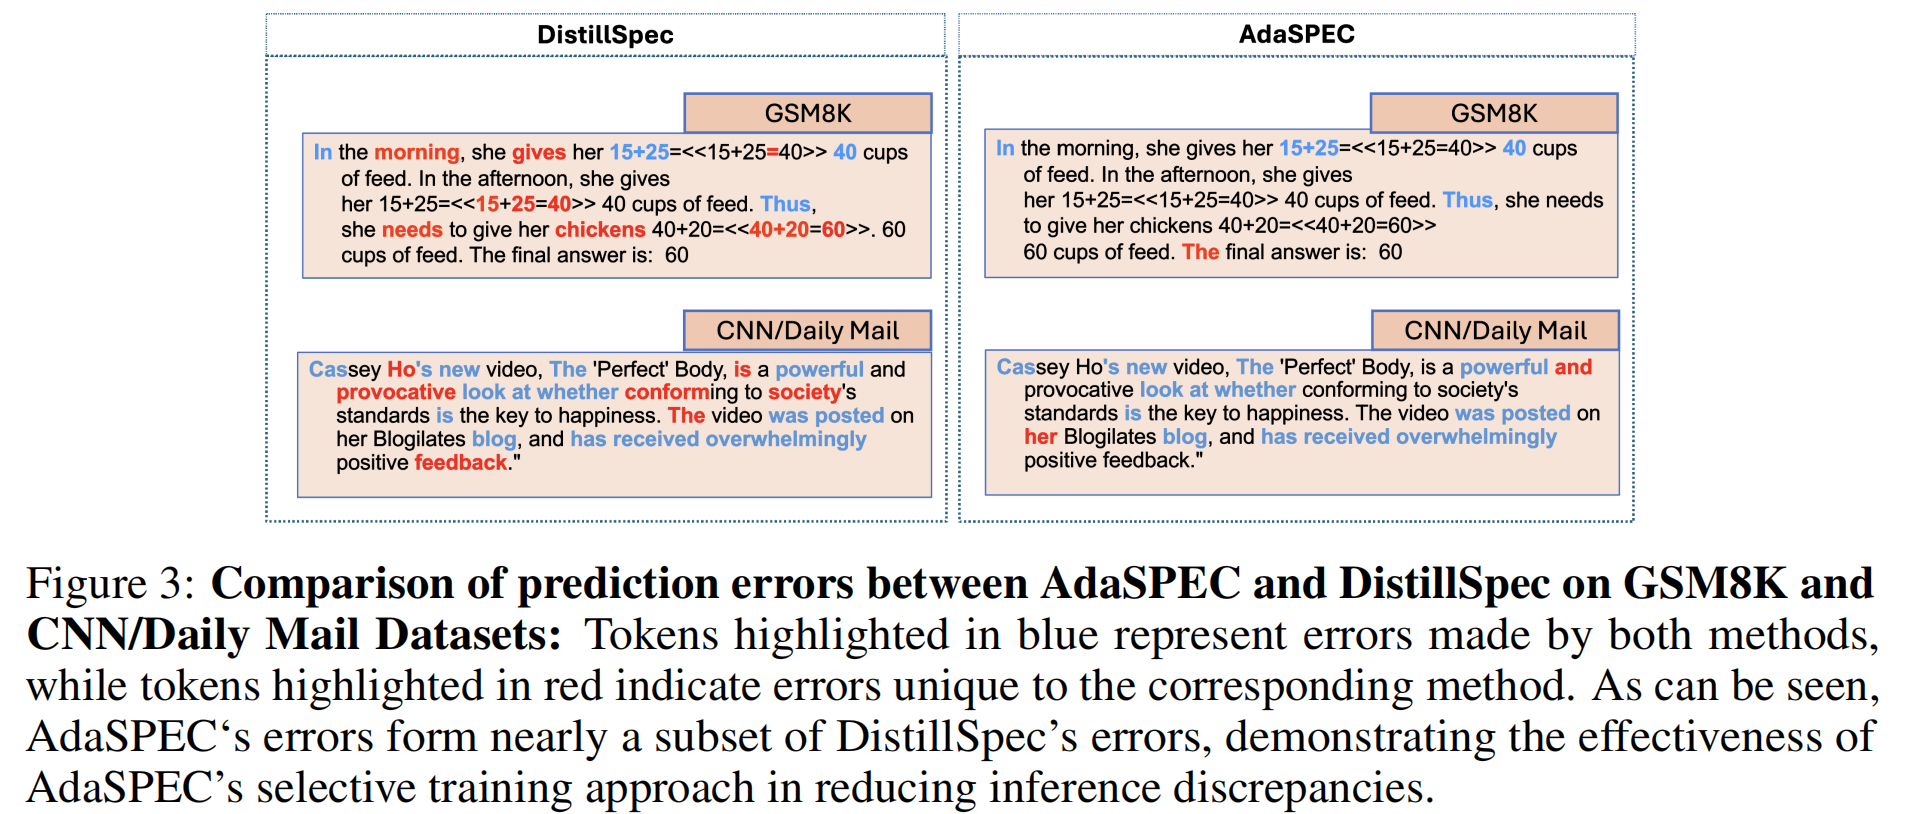 DistillSpec
GSM8K
In the morning, she gives her 15+25=<<15+25=40>> 40 cups
of feed. In the afternoon, she gives
her 15+25=<<15+25=40>> 40 cups of feed. Thus,
she needs to give her chickens 40+20=<<40+20=60>>. 60
cups of feed. The final answer is: 60
CNN/Daily Mail
Cassey Ho's new video, The 'Perfect' Body, is a powerful and
provocative look at whether conforming to society's
standards is the key to happiness. The video was posted on
her Blogilates blog, and has received overwhelmingly
positive feedback."
AdaSPEC
GSM8K
In the morning, she gives her 15+25=<<15+25=40>> 40 cups
of feed. In the afternoon, she gives
her 15+25=<<15+25=40>> 40 cups of feed. Thus, she needs
to give her chickens 40+20=<<40+20=60>>
60 cups of feed. The final answer is: 60
CNN/Daily Mail
Cassey Ho's new video, The 'Perfect' Body, is a powerful and
provocative look at whether conforming to society's
standards is the key to happiness. The video was posted on
her Blogilates blog, and has received overwhelmingly
positive feedback."
Figure 3: Comparison of prediction errors between AdaSPEC and DistillSpec on GSM8K and
CNN/Daily Mail Datasets: Tokens highlighted in blue represent errors made by both methods,
while tokens highlighted in red indicate errors unique to the corresponding method. As can be seen,
AdaSPEC‘s errors form nearly a subset of DistillSpec’s errors, demonstrating the effectiveness of
AdaSPEC’s selective training approach in reducing inference discrepancies.